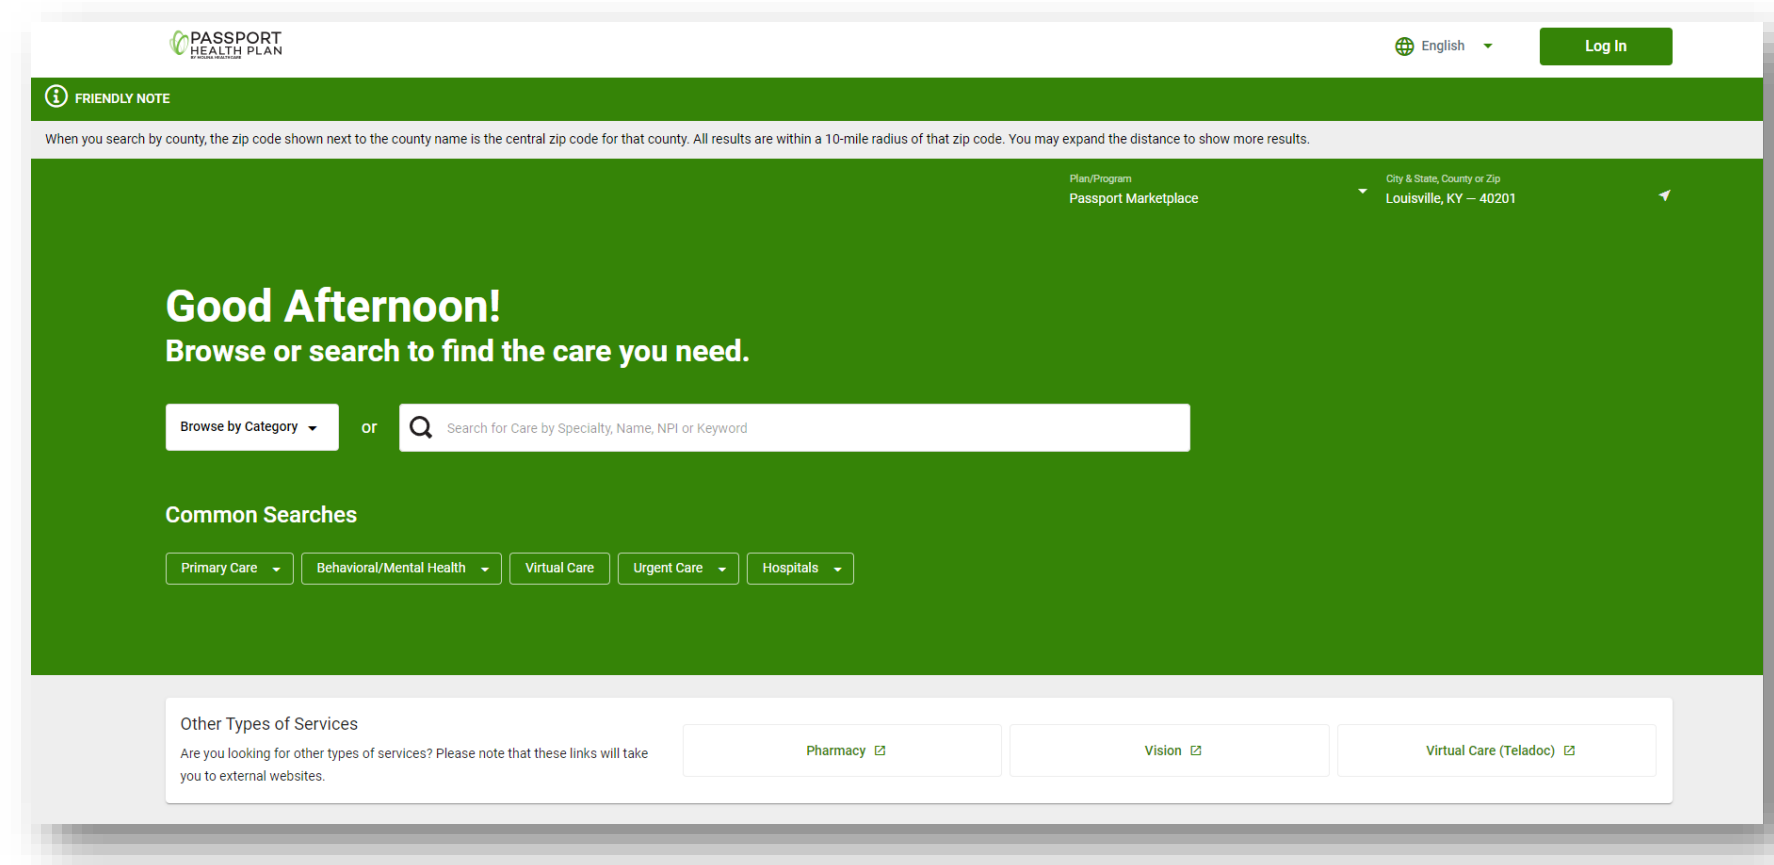 PASSPORT
HEALTH PLAN
BY MOLINA HEALTHCARE
English
Log In
FRIENDLY NOTE
When you search by county, the zip code shown next to the county name is the central zip code for that county. All results are within a 10-mile radius of that zip code. You may expand the distance to show more results.
Plan/Program
Passport Marketplace
City & State, County or Zip
Louisville, KY — 40201
Good Afternoon!
Browse or search to find the care you need.
Browse by Category
or
Search for Care by Specialty, Name, NPI or Keyword
Common Searches
Primary Care
Behavioral/Mental Health
Virtual Care
Urgent Care
Hospitals
Other Types of Services
Are you looking for other types of services? Please note that these links will take
you to external websites.
Pharmacy
Vision
Virtual Care (Teladoc)